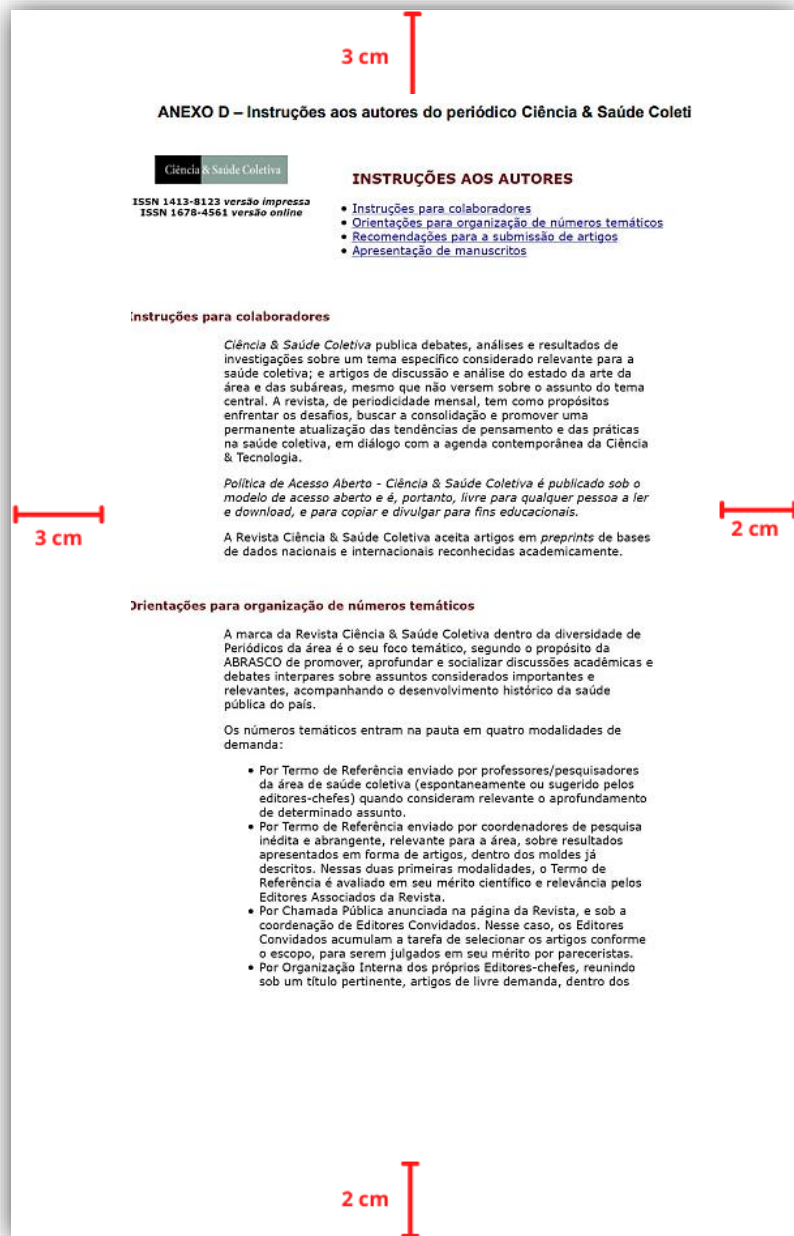 3 cm
ANEXO D – Instruções aos autores do periódico Ciência & Saúde Coleti
Ciência & Saúde Coletiva
ISSN 1413-8123 versão impressa
ISSN 1678-4561 versão online
INSTRUÇÕES AOS AUTORES
• Instruções para colaboradores
• Orientações para organização de números temáticos
• Recomendações para a submissão de artigos
• Apresentação de manuscritos
Instruções para colaboradores
Ciência & Saúde Coletiva publica debates, análises e resultados de
investigações sobre um tema específico considerado relevante para a
saúde coletiva; e artigos de discussão e análise do estado da arte da
área e das subáreas, mesmo que não versem sobre o assunto do tema
central. A revista, de periodicidade mensal, tem como propósitos
enfrentar os desafios, buscar a consolidação e promover uma
permanente atualização das tendências de pensamento e das práticas
na saúde coletiva, em diálogo com a agenda contemporânea da Ciência
& Tecnologia.
Política de Acesso Aberto - Ciência & Saúde Coletiva é publicado sob o
modelo de acesso aberto e é, portanto, livre para qualquer pessoa a ler
e download, e para copiar e divulgar para fins educacionais.
A Revista Ciência & Saúde Coletiva aceita artigos em preprints de bases
de dados nacionais e internacionais reconhecidas academicamente.
3 cm
2 cm
Orientações para organização de números temáticos
A marca da Revista Ciência & Saúde Coletiva dentro da diversidade de
Periódicos da área é o seu foco temático, segundo o propósito da
ABRASCO de promover, aprofundar e socializar discussões acadêmicas e
debates interpares sobre assuntos considerados importantes e
relevantes, acompanhando o desenvolvimento histórico da saúde
pública do país.
Os números temáticos entram na pauta em quatro modalidades de
demanda:
• Por Termo de Referência enviado por professores/pesquisadores
da área de saúde coletiva (espontaneamente ou sugerido pelos
editores-chefes) quando consideram relevante o aprofundamento
de determinado assunto.
• Por Termo de Referência enviado por coordenadores de pesquisa
inédita e abrangente, relevante para a área, sobre resultados
apresentados em forma de artigos, dentro dos moldes já
descritos. Nessas duas primeiras modalidades, o Termo de
Referência é avaliado em seu mérito científico e relevância pelos
Editores Associados da Revista.
• Por Chamada Pública anunciada na página da Revista, e sob a
coordenação de Editores Convidados. Nesse caso, os Editores
Convidados acumulam a tarefa de selecionar os artigos conforme
o escopo, para serem julgados em seu mérito por pareceristas.
• Por Organização Interna dos próprios Editores-chefes, reunindo
sob um título pertinente, artigos de livre demanda, dentro dos
2 cm